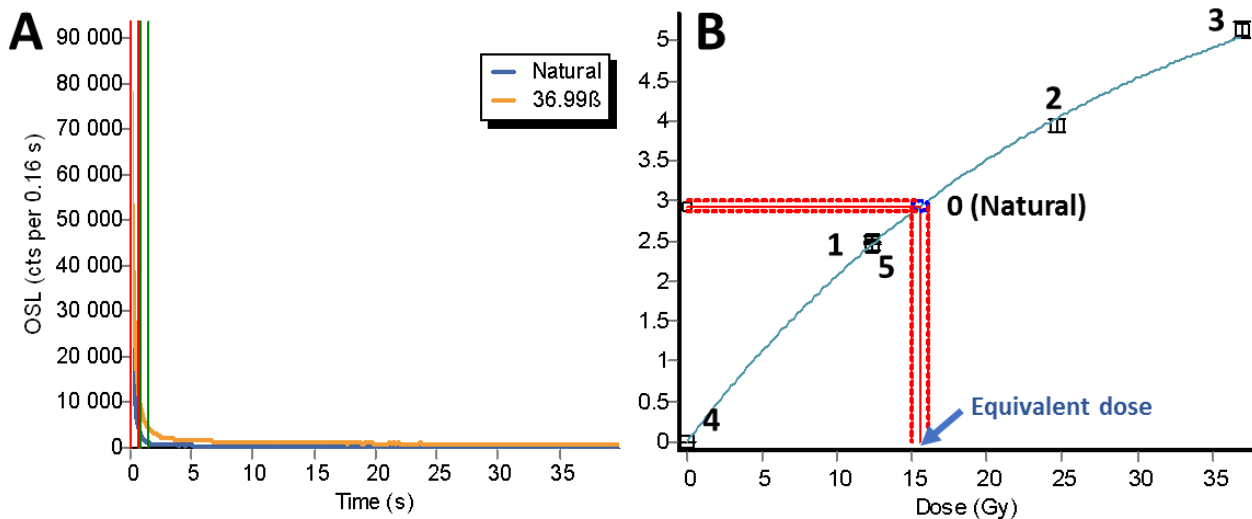 A
OSL (cts per 0.16 s)
90 000
80 000
70 000
60 000
50 000
40 000
30 000
20 000
10 000
0
Natural
36.99ß
0 5 10 15 20 25 30 35
Time (s)
B
5
4.5
4
3.5
3
2.5
2
1.5
1
0.5
0
3
2
0 (Natural)
1
5
4
Equivalent dose
0 5 10 15 20 25 30 35
Dose (Gy)